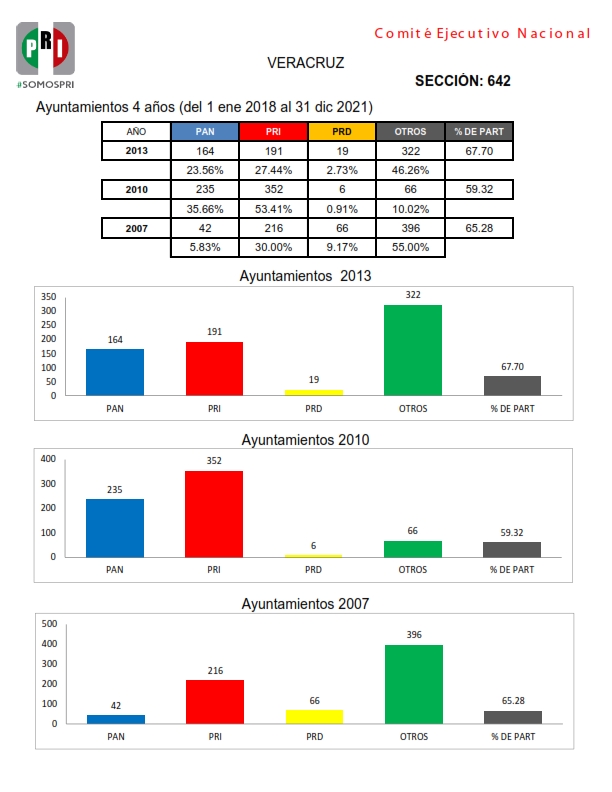 Comité Ejecutivo Nacional
PRI
#SOMOSPRI
VERACRUZ
SECCIÓN: 642
Ayuntamientos 4 años (del 1 ene 2018 al 31 dic 2021)
AÑO PAN PRI PRD OTROS % DE PART
2013 164 191 19 322 67.70
23.56% 27.44% 2.73% 46.26%
2010 235 352 6 66 59.32
35.66% 53.41% 0.91% 10.02%
2007 42 216 66 396 65.28
5.83% 30.00% 9.17% 55.00%
Ayuntamientos 2013
350
300
250
200
150
100
50
0
164 191 19 322 67.70
PAN PRI PRD OTROS % DE PART
Ayuntamientos 2010
400
300
200
100
0
235 352 6 66 59.32
PAN PRI PRD OTROS % DE PART
Ayuntamientos 2007
500
400
300
200
100
0
42 216 66 396 65.28
PAN PRI PRD OTROS % DE PART